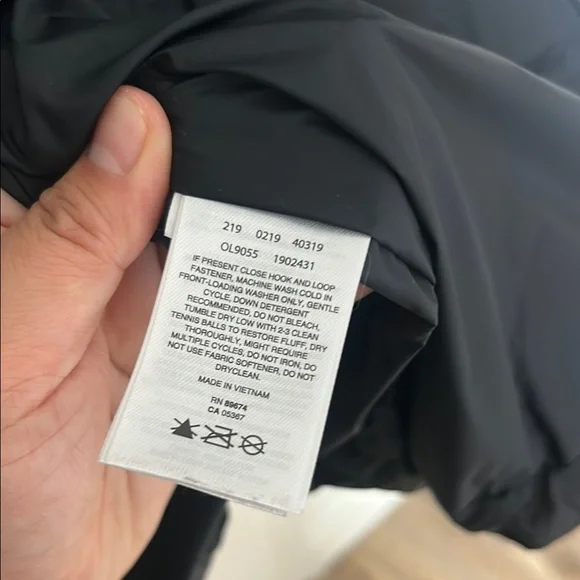 219 0219 40319
OL9055 1902431
IF PRESENT CLOSE HOOK AND LOOP
FASTENER, MACHINE WASH COLD IN
FRONT-LOADING WASHER ONLY, GENTLE
CYCLE, DOWN DETERGENT
RECOMMENDED, DO NOT BLEACH,
TUMBLE DRY LOW WITH 2-3 CLEAN
TENNIS BALLS TO RESTORE FLUFF, DRY
THOROUGHLY, MIGHT REQUIRE
MULTIPLE CYCLES, DO NOT IRON, DO
NOT USE FABRIC SOFTENER, DO NOT
DRYCLEAN.
MADE IN VIETNAM
RN 89674
CA 05367